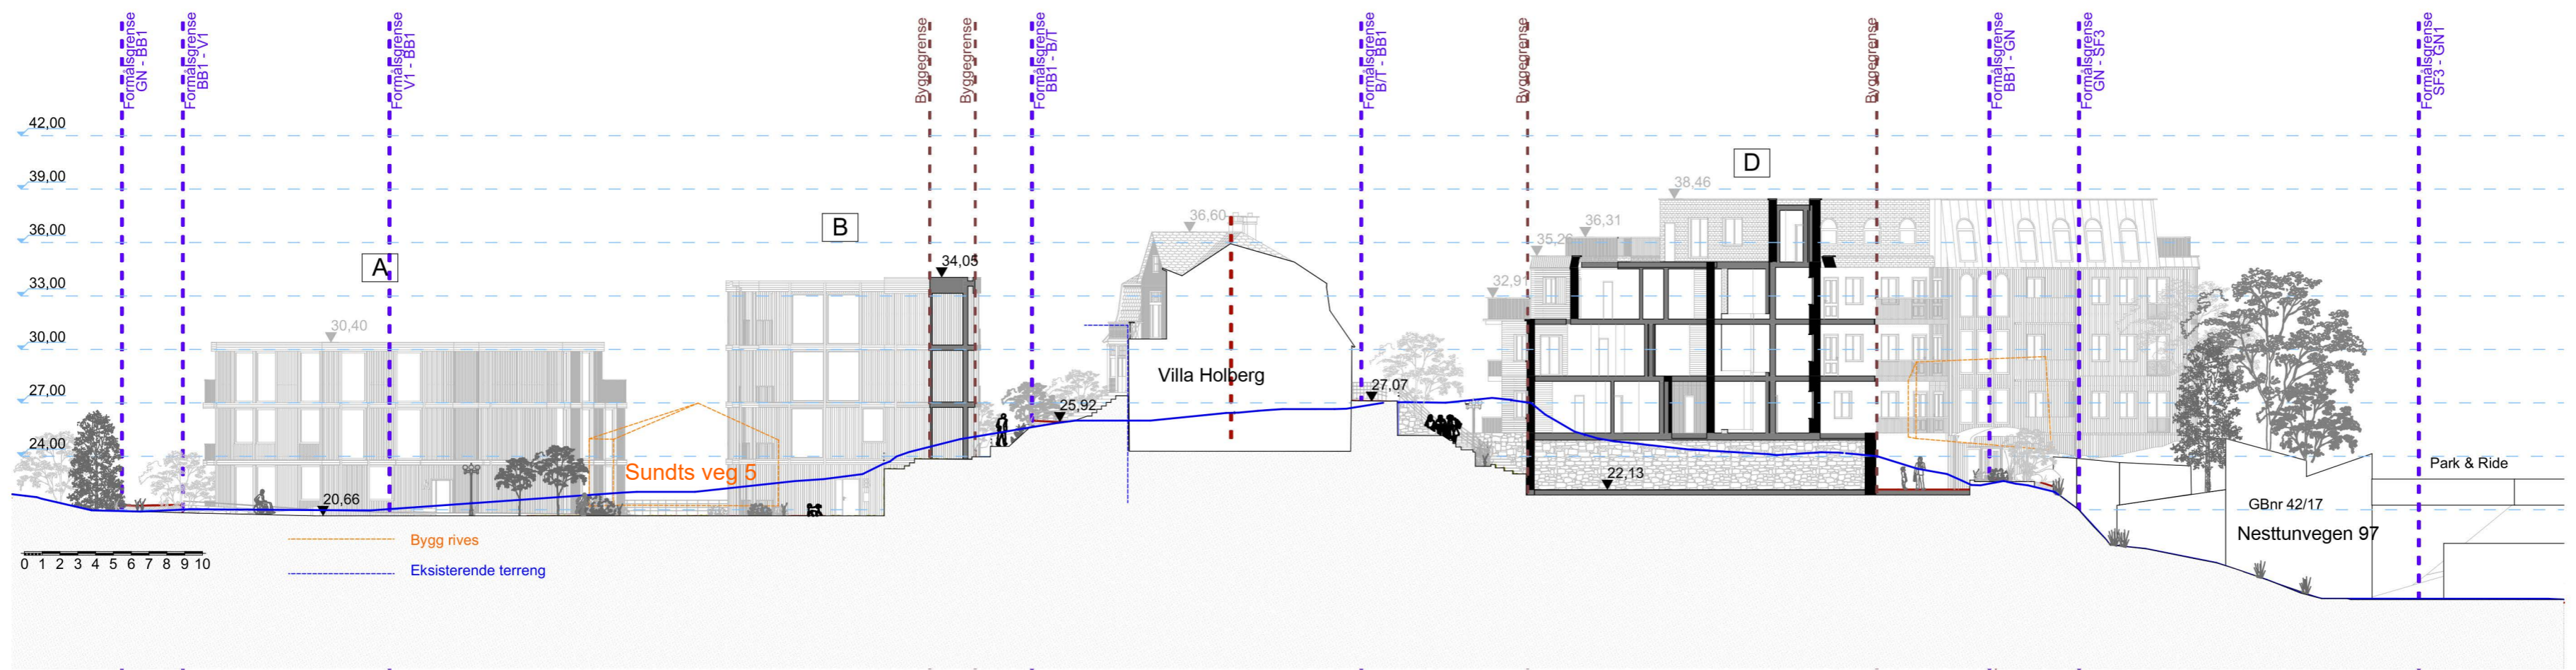 Formålsgrense
GN - BB1
Formålsgrense
BB1 - V1
Formålsgrense
V1 - BB1
Byggegrense
Byggegrense
Formålsgrense
BB1 - B/T
Formålsgrense
B/T - BB1
Byggegrense
Byggegrense
Formålsgrense
BB1 - GN
Formålsgrense
GN - SF3
Formålsgrense
SF3 - GN1
42,00
39,00
36,00
33,00
30,00
27,00
24,00
A
B
D
30,40
34,05
36,60
38,46
36,31
35,26
32,91
Villa Holberg
27,07
25,92
Sundts veg 5
20,66
22,13
Park & Ride
GBnr 42/17
Nesttunvegen 97
Bygg rives
Eksisterende terreng
0 1 2 3 4 5 6 7 8 9 10